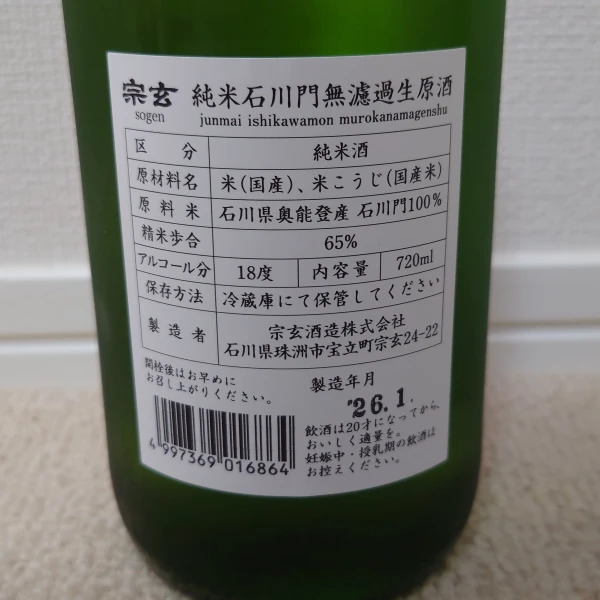 宗玄 純米石川門無濾過生原酒
sogen junmai ishikawamon murokanamagenshu
区分 純米酒
原材料名 米(国産)、米こうじ(国産米)
原料米 石川県奥能登産 石川門100%
精米歩合 65%
アルコール分 18度 内容量 720ml
保存方法 冷蔵庫にて保管してください
製造者 宗玄酒造株式会社
石川県珠洲市宝立町宗玄24-22
開栓後はお早めに
お召し上がりください。
製造年月
'26.1.
飲酒は20才になってから。
おいしく適量を。
妊娠中・授乳期の飲酒は
お控えください。
4 997369 016864